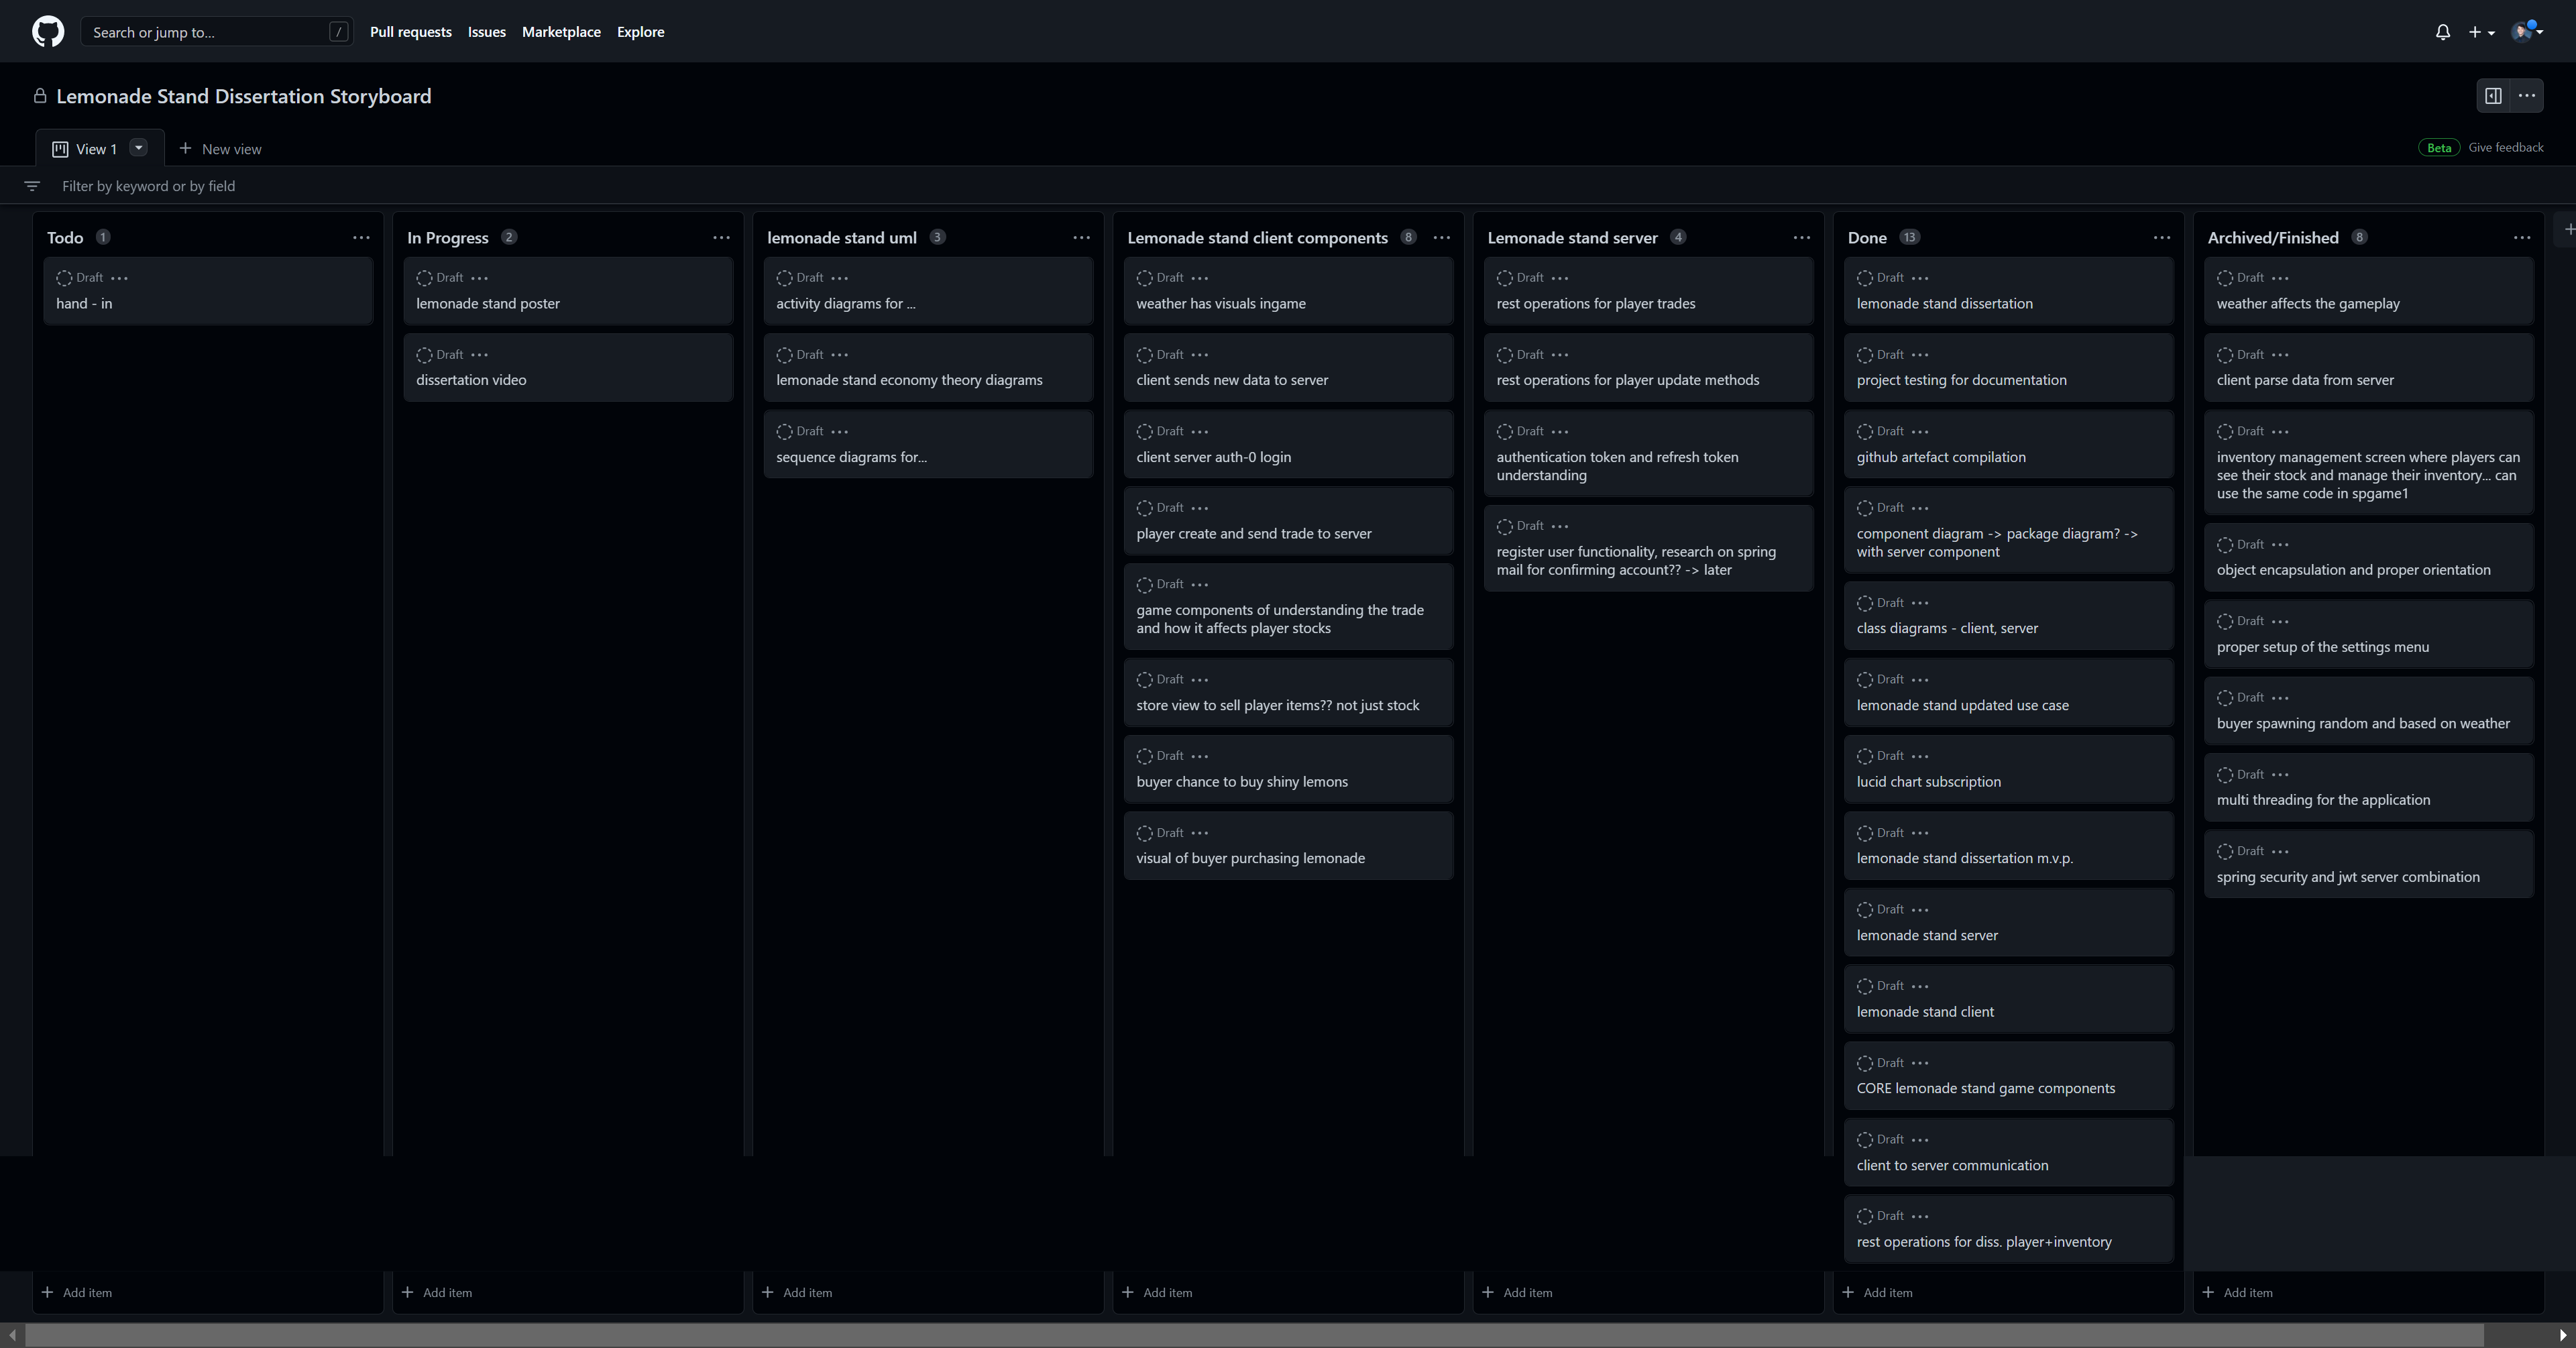 Search or jump to...
/
Pull requests
Issues
Marketplace
Explore
Lemonade Stand Dissertation Storyboard
View 1
New view
Beta
Give feedback
Filter by keyword or by field
Todo 1
Draft
hand - in
Add item
In Progress 2
Draft
lemonade stand poster
Draft
dissertation video
Add item
lemonade stand uml 3
Draft
activity diagrams for ...
Draft
lemonade stand economy theory diagrams
Draft
sequence diagrams for...
Add item
Lemonade stand client components 8
Draft
weather has visuals ingame
Draft
client sends new data to server
Draft
client server auth-0 login
Draft
player create and send trade to server
Draft
game components of understanding the trade
and how it affects player stocks
Draft
store view to sell player items?? not just stock
Draft
buyer chance to buy shiny lemons
Draft
visual of buyer purchasing lemonade
Add item
Lemonade stand server 4
Draft
rest operations for player trades
Draft
rest operations for player update methods
Draft
authentication token and refresh token
understanding
Draft
register user functionality, research on spring
mail for confirming account?? -> later
Add item
Done 13
Draft
lemonade stand dissertation
Draft
project testing for documentation
Draft
github artefact compilation
Draft
component diagram -> package diagram? ->
with server component
Draft
class diagrams - client, server
Draft
lemonade stand updated use case
Draft
lucid chart subscription
Draft
lemonade stand dissertation m.v.p.
Draft
lemonade stand server
Draft
lemonade stand client
Draft
CORE lemonade stand game components
Draft
client to server communication
Draft
rest operations for diss. player+inventory
Add item
Archived/Finished 8
Draft
weather affects the gameplay
Draft
client parse data from server
Draft
inventory management screen where players can
see their stock and manage their inventory... can
use the same code in spgame1
Draft
object encapsulation and proper orientation
Draft
proper setup of the settings menu
Draft
buyer spawning random and based on weather
Draft
multi threading for the application
Draft
spring security and jwt server combination
Add item